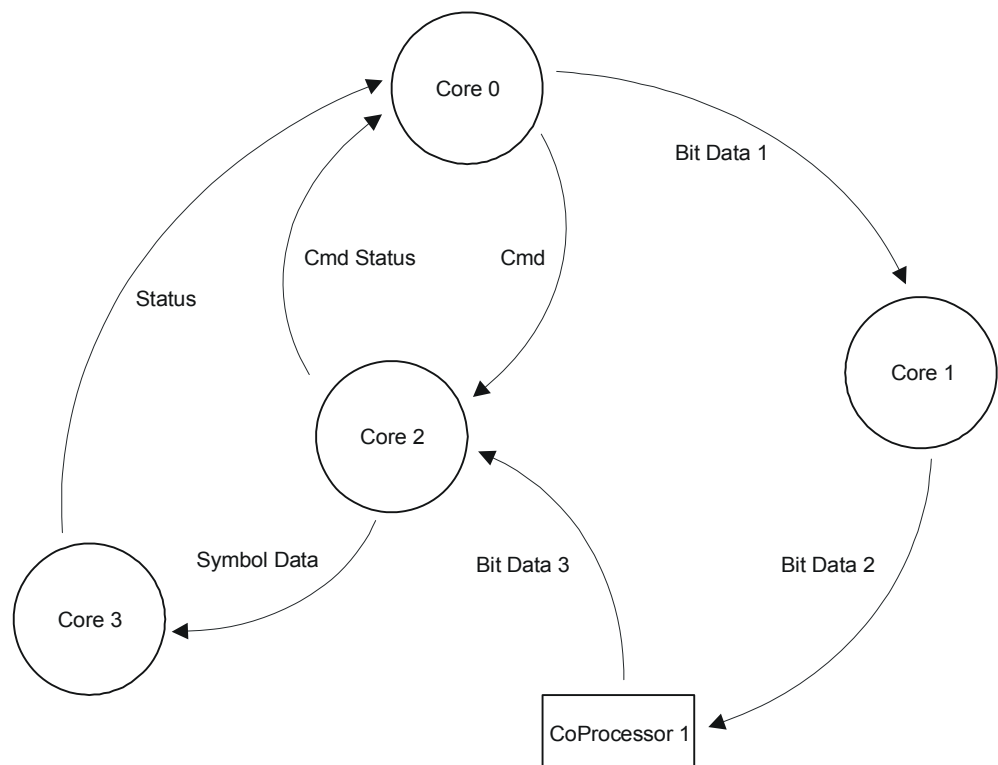 Core 0
Bit Data 1
Cmd Status
Cmd
Status
Core 1
Core 2
Symbol Data
Bit Data 3
Bit Data 2
Core 3
CoProcessor 1